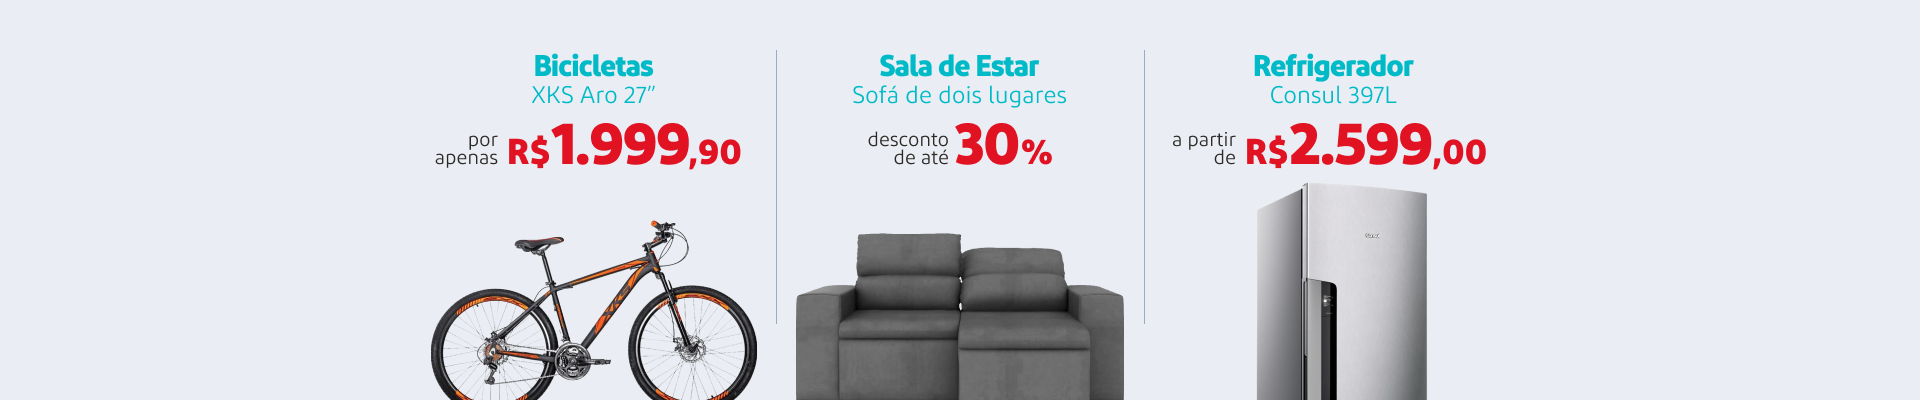 Bicicletas
XKS Aro 27”
por
apenas R$1.999,90
Sala de Estar
Sofá de dois lugares
desconto
de até 30%
Refrigerador
Consul 397L
a partir
de R$2.599,00
XKS